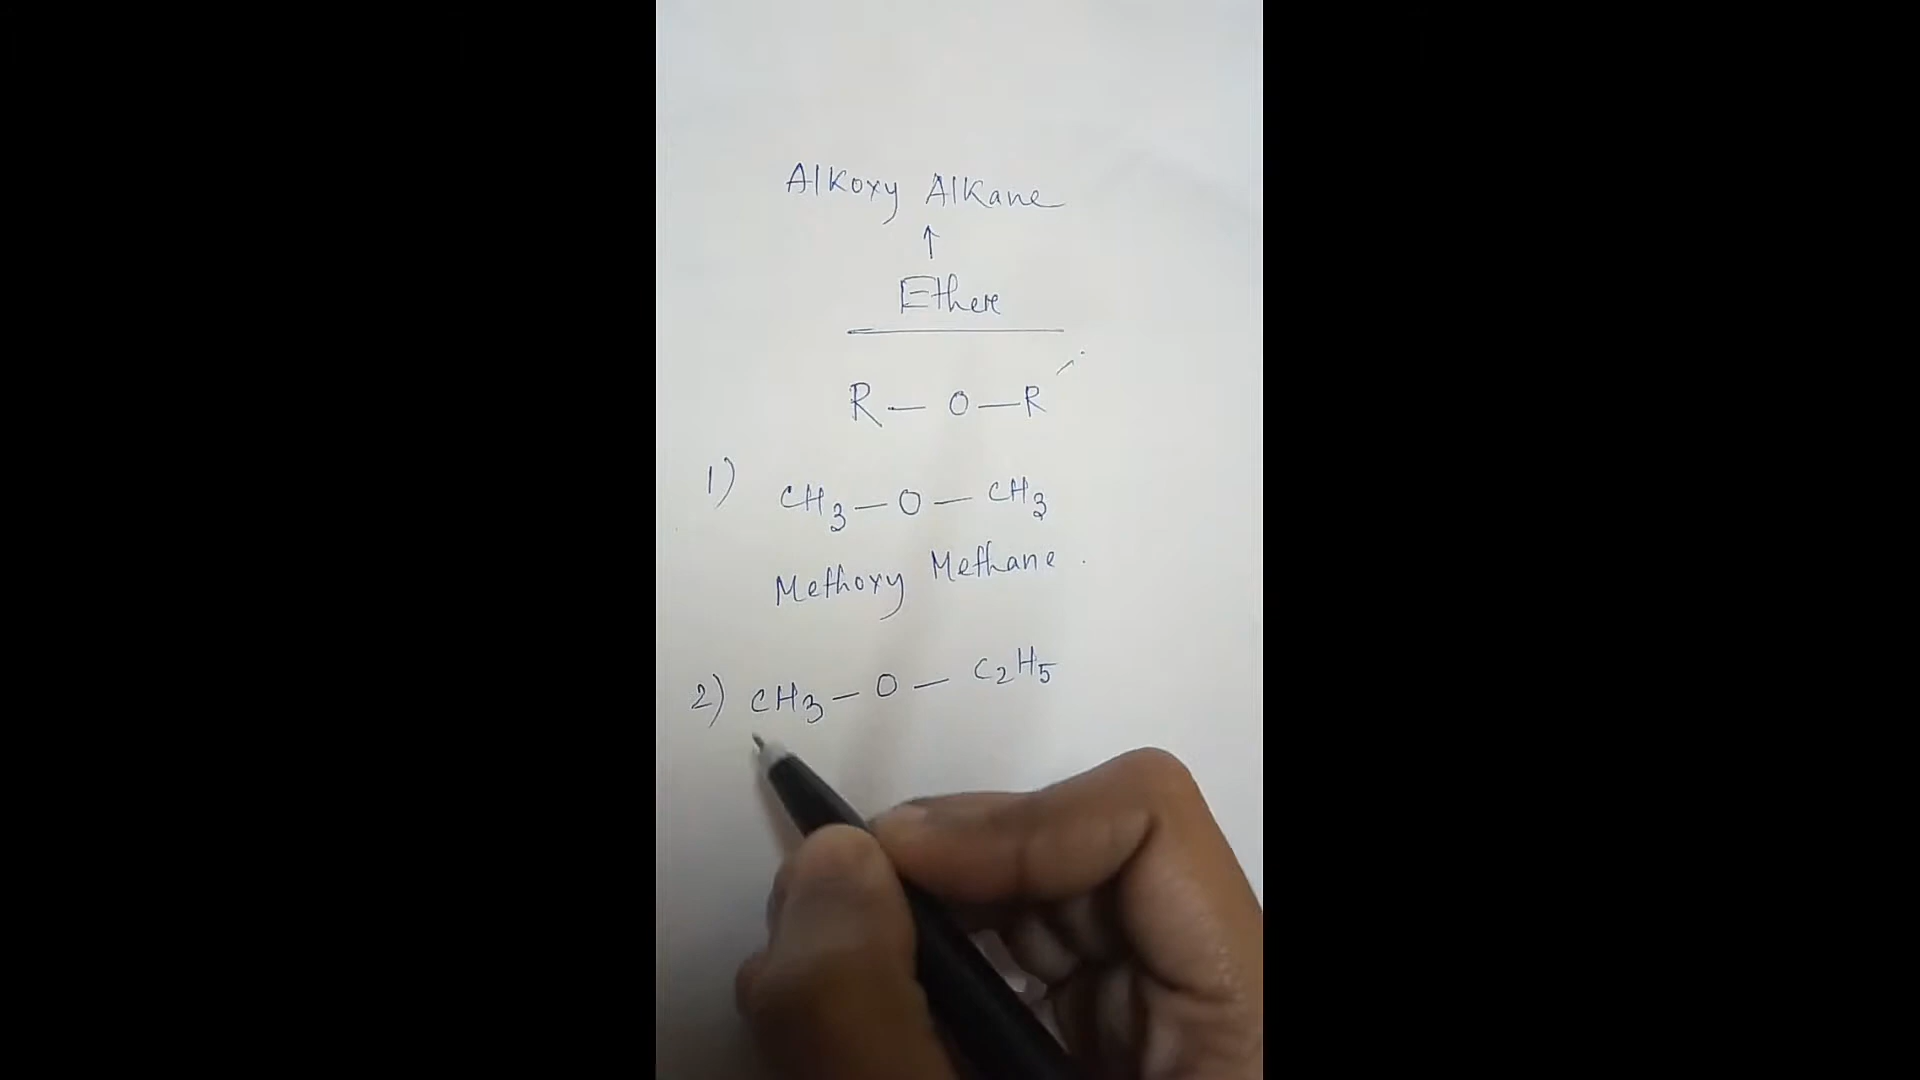 Alkoxy Alkane
↑
Ether
R — O — R'
1) CH3 — O — CH3
Methoxy Methane.
2) CH3 — O — C2H5